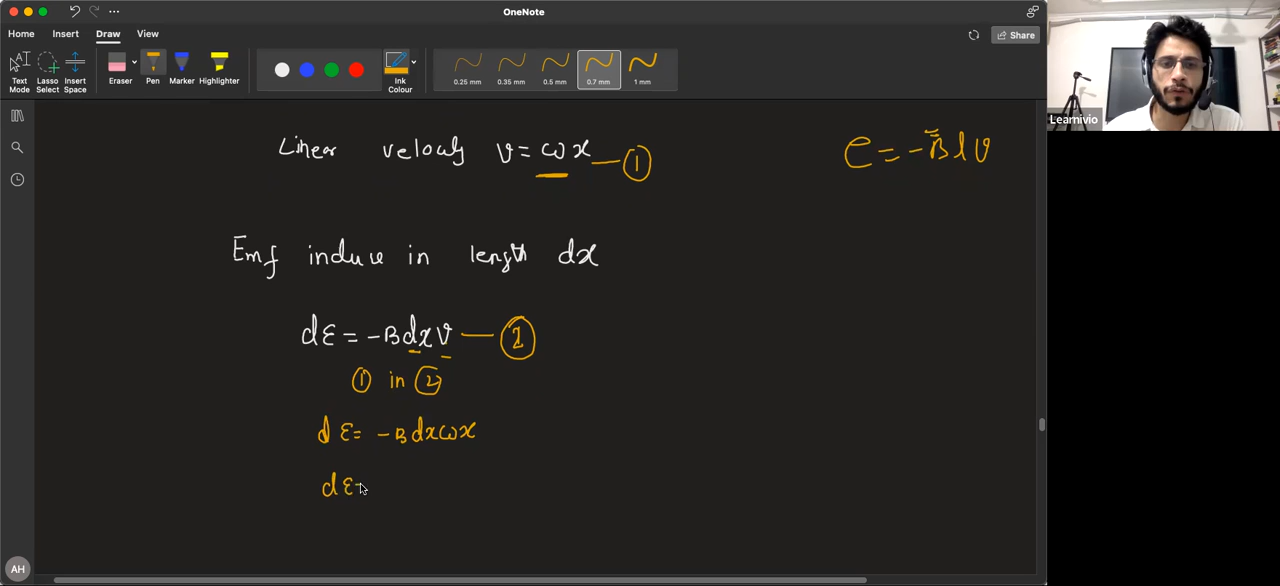 OneNote
Home Insert Draw View
Share
Text Mode
Lasso Select
Insert Space
Eraser
Pen
Marker
Highlighter
Ink Colour
0.25 mm
0.35 mm
0.5 mm
0.7 mm
1 mm
Learnivio
Linear velocity v = ωx — ①
e = -Blv
Emf induce in length dx
dε = -Bdxv — ②
① in ②
dε = -Bdxωx
dε=
AH